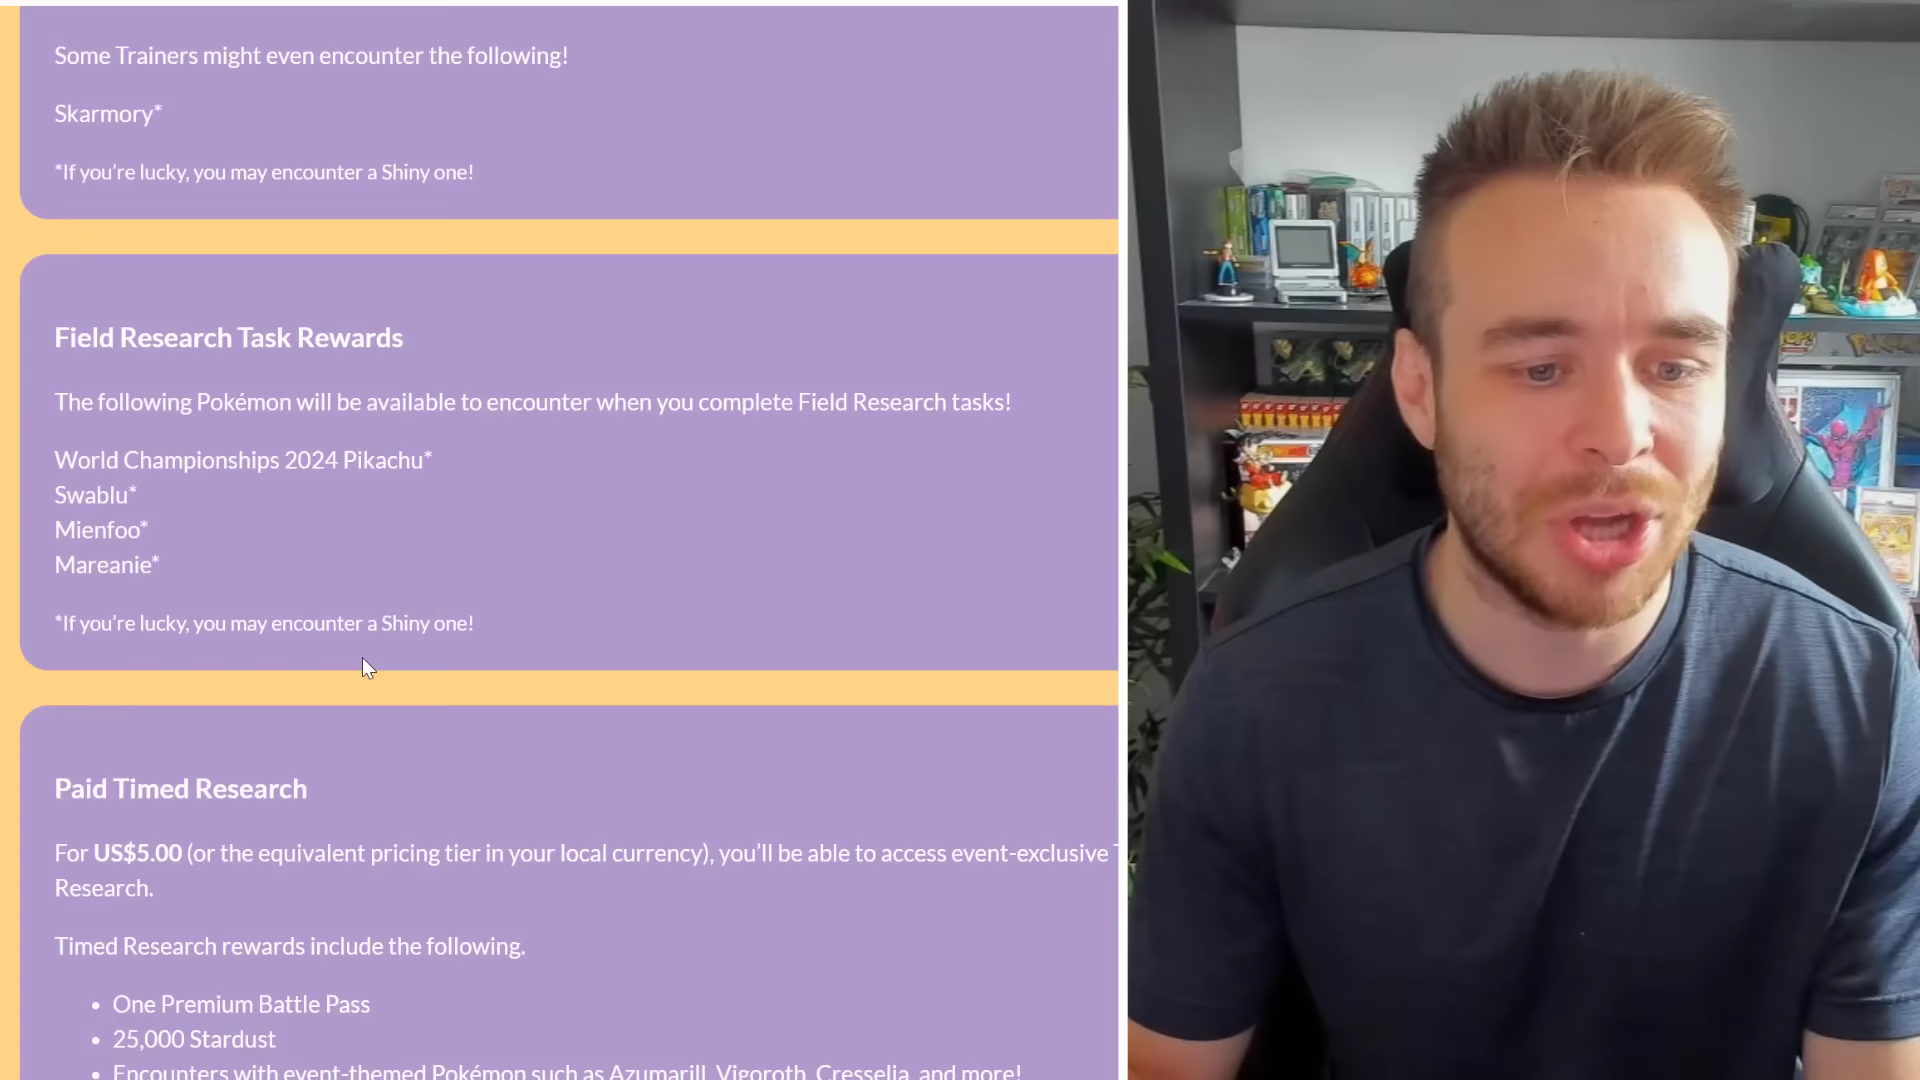 Some Trainers might even encounter the following!
Skarmory*
*If you’re lucky, you may encounter a Shiny one!
Field Research Task Rewards
The following Pokémon will be available to encounter when you complete Field Research tasks!
World Championships 2024 Pikachu*
Swablu*
Mienfoo*
Mareanie*
*If you’re lucky, you may encounter a Shiny one!
Paid Timed Research
For US$5.00 (or the equivalent pricing tier in your local currency), you’ll be able to access event-exclusive
Research.
Timed Research rewards include the following.
• One Premium Battle Pass
• 25,000 Stardust
• Encounters with event-themed Pokémon such as Azumarill, Vigoroth, Cresselia, and more!